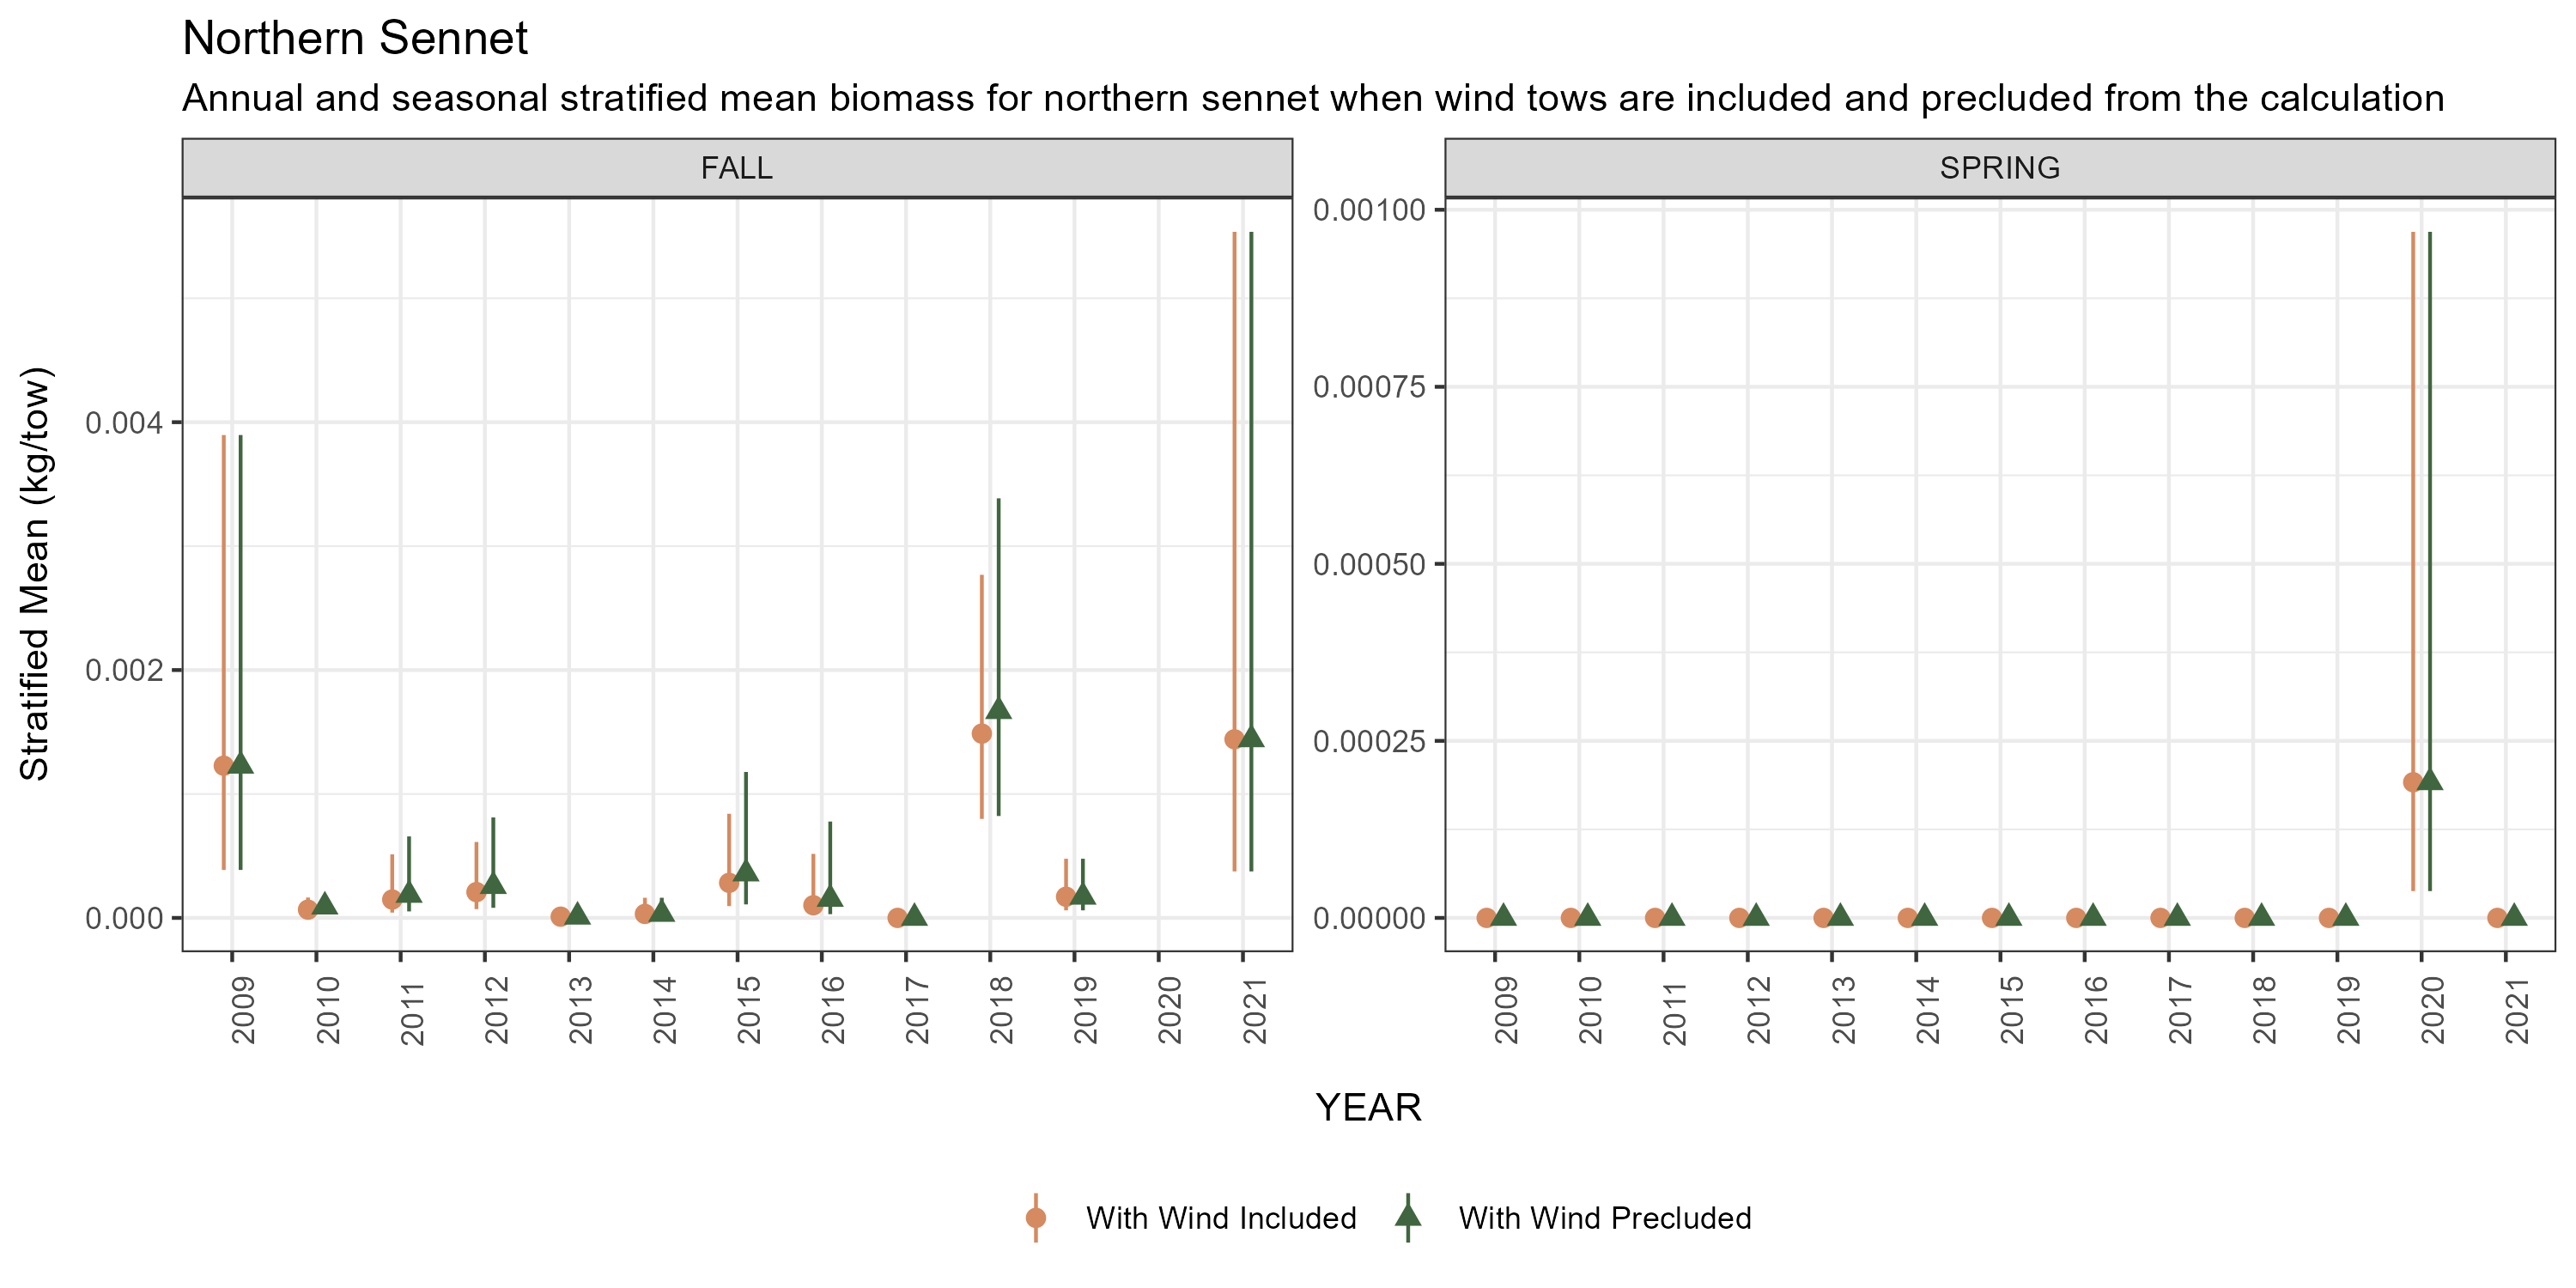 Northern Sennet
Annual and seasonal stratified mean biomass for northern sennet when wind tows are included and precluded from the calculation
FALL
SPRING
Stratified Mean (kg/tow)
0.004
0.002
0.000
0.00100
0.00075
0.00050
0.00025
0.00000
2009 2010 2011 2012 2013 2014 2015 2016 2017 2018 2019 2020 2021
2009 2010 2011 2012 2013 2014 2015 2016 2017 2018 2019 2020 2021
YEAR
With Wind Included With Wind Precluded